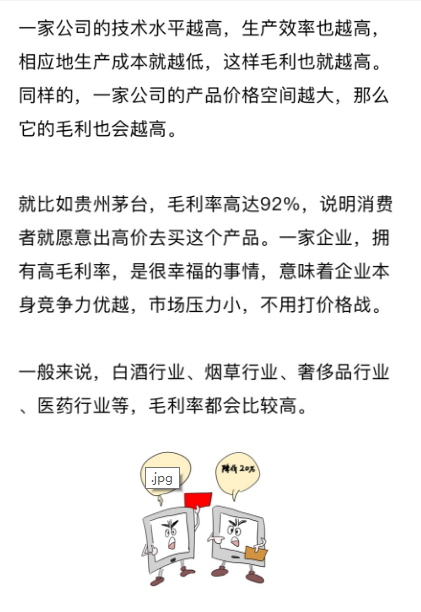 一家公司的技术水平越高，生产效率也越高，
相应地生产成本就越低，这样毛利也就越高。
同样的，一家公司的产品价格空间越大，那么
它的毛利也会越高。
就比如贵州茅台，毛利率高达92%，说明消费
者就愿意出高价去买这个产品。一家企业，拥
有高毛利率，是很幸福的事情，意味着企业本
身竞争力优越，市场压力小，不用打价格战。
一般来说，白酒行业、烟草行业、奢侈品行业
、医药行业等，毛利率都会比较高。
.jpg
降价20%